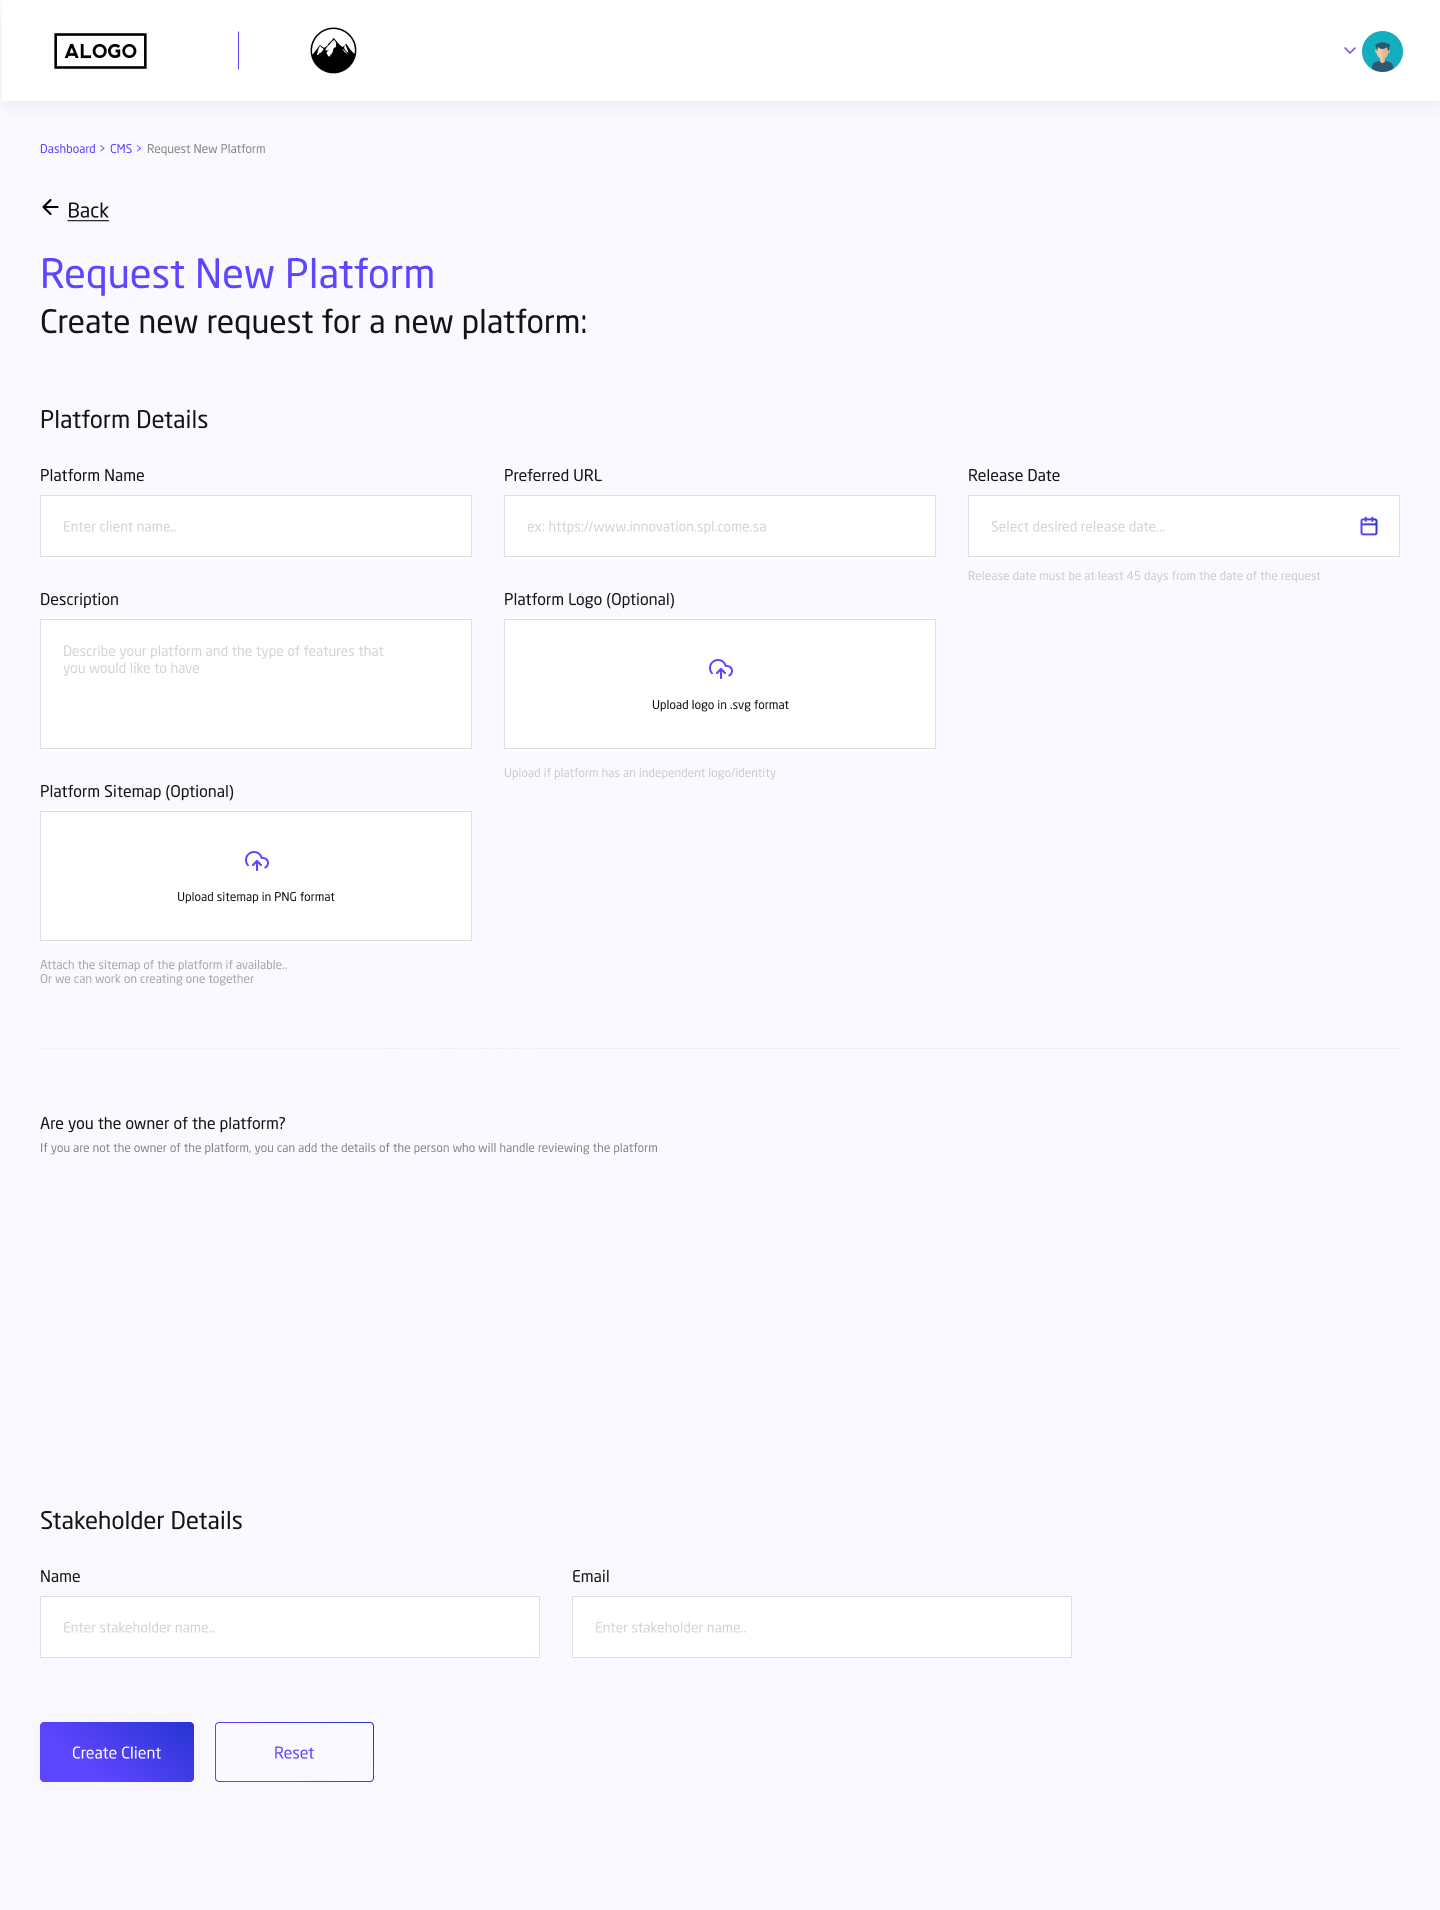 ALOGO
Dashboard > CMS > Request New Platform
Back
Request New Platform
Create new request for a new platform:
Platform Details
Platform Name
Preferred URL
Release Date
Enter client name..
ex: https://www.innovation.spl.come.sa
Select desired release date...
Release date must be at least 45 days from the date of the request
Description
Platform Logo (Optional)
Describe your platform and the type of features that
you would like to have
Upload logo in .svg format
Upload if platform has an independent logo/identity
Platform Sitemap (Optional)
Upload sitemap in PNG format
Attach the sitemap of the platform if available..
Or we can work on creating one together
Are you the owner of the platform?
If you are not the owner of the platform, you can add the details of the person who will handle reviewing the platform
Stakeholder Details
Name
Email
Enter stakeholder name..
Enter stakeholder name..
Create Client
Reset